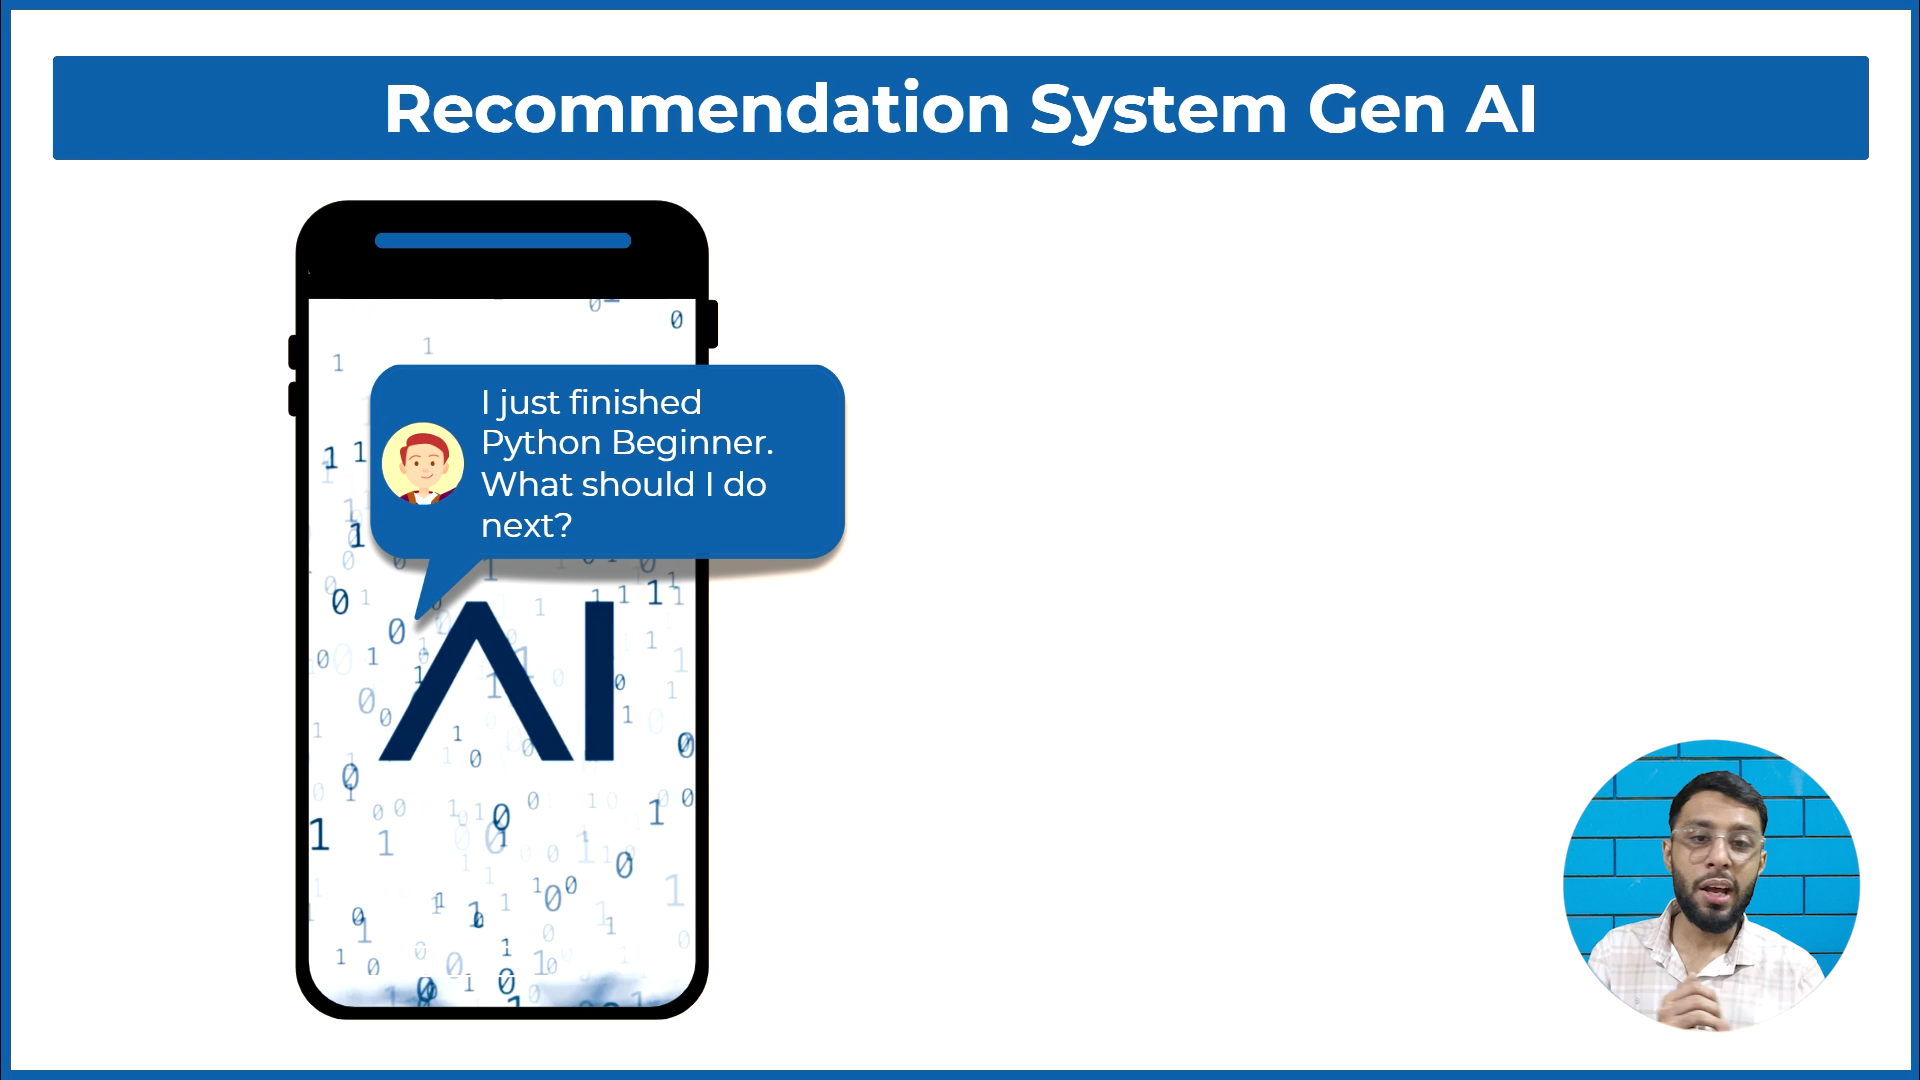 Recommendation System Gen AI
I just finished
Python Beginner.
What should I do
next?
AI